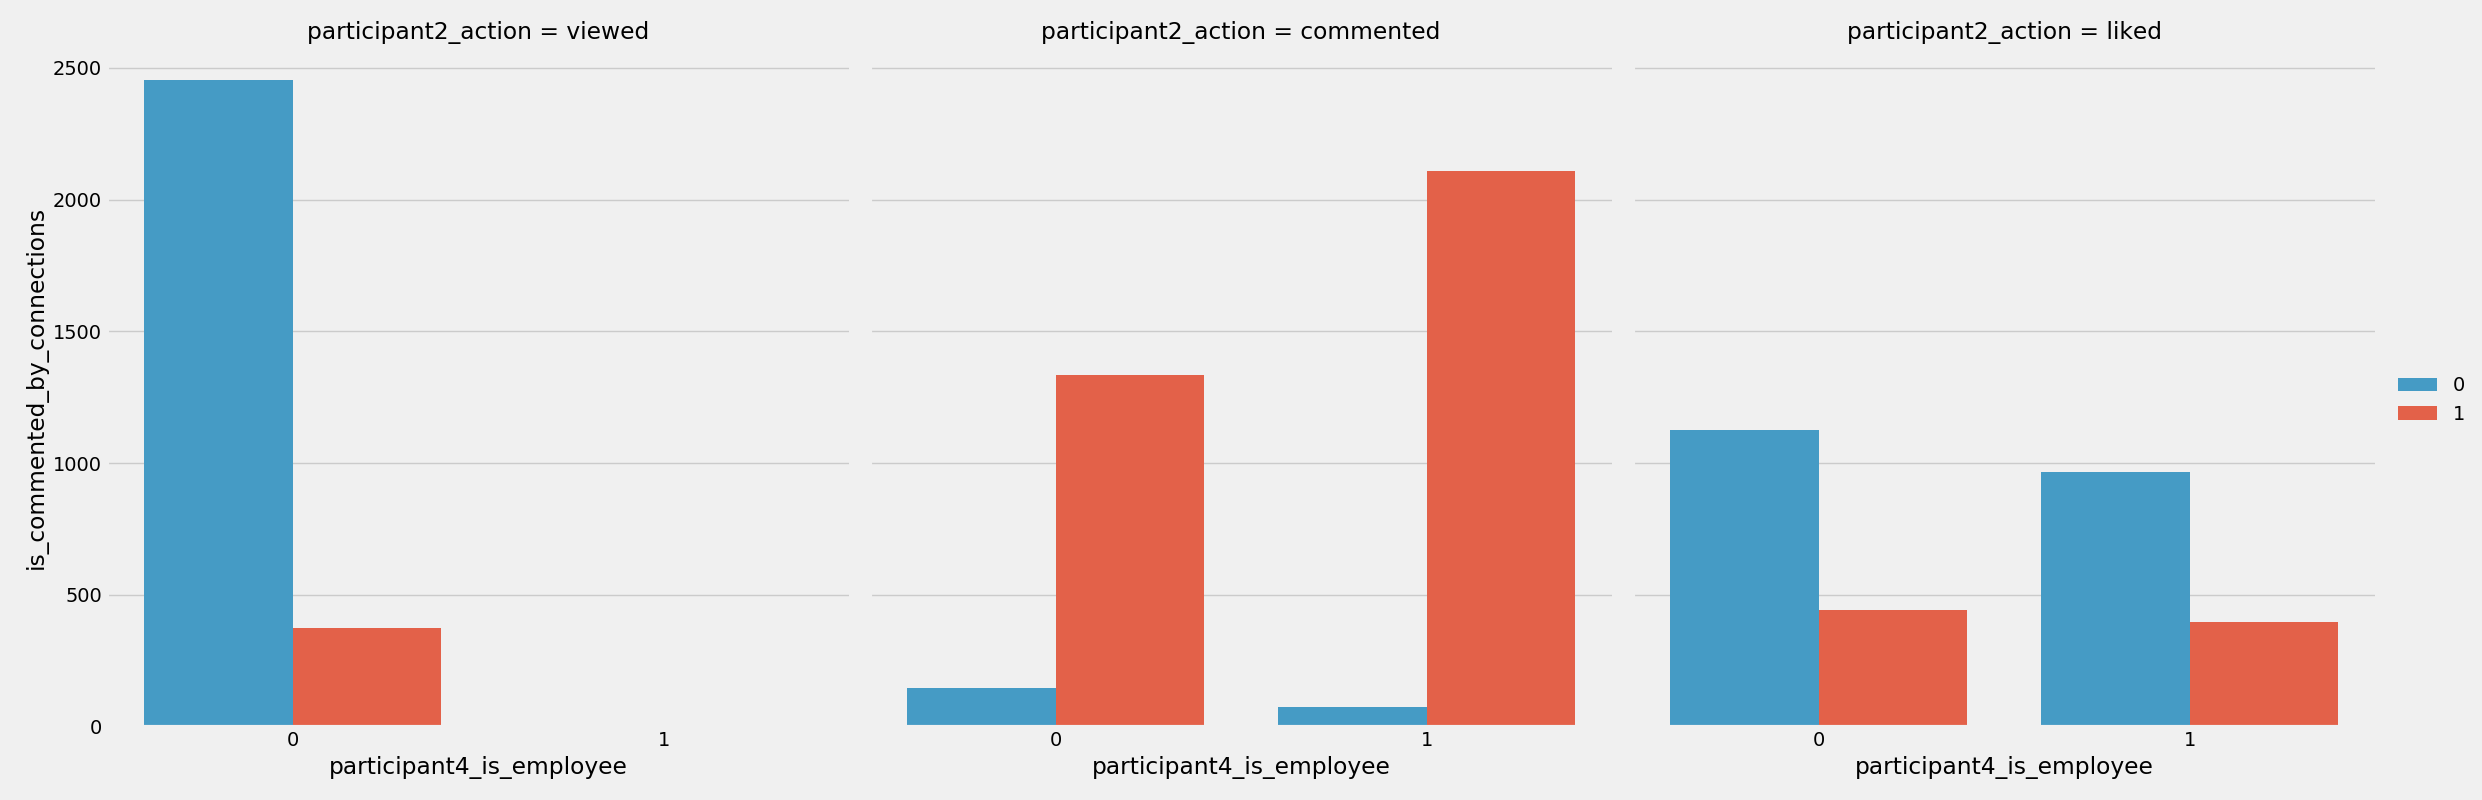 participant2_action = viewed
participant2_action = commented
participant2_action = liked
is_commented_by_connections
2500
2000
1500
1000
500
0
0 1
0 1
0 1
participant4_is_employee
participant4_is_employee
participant4_is_employee
0
1